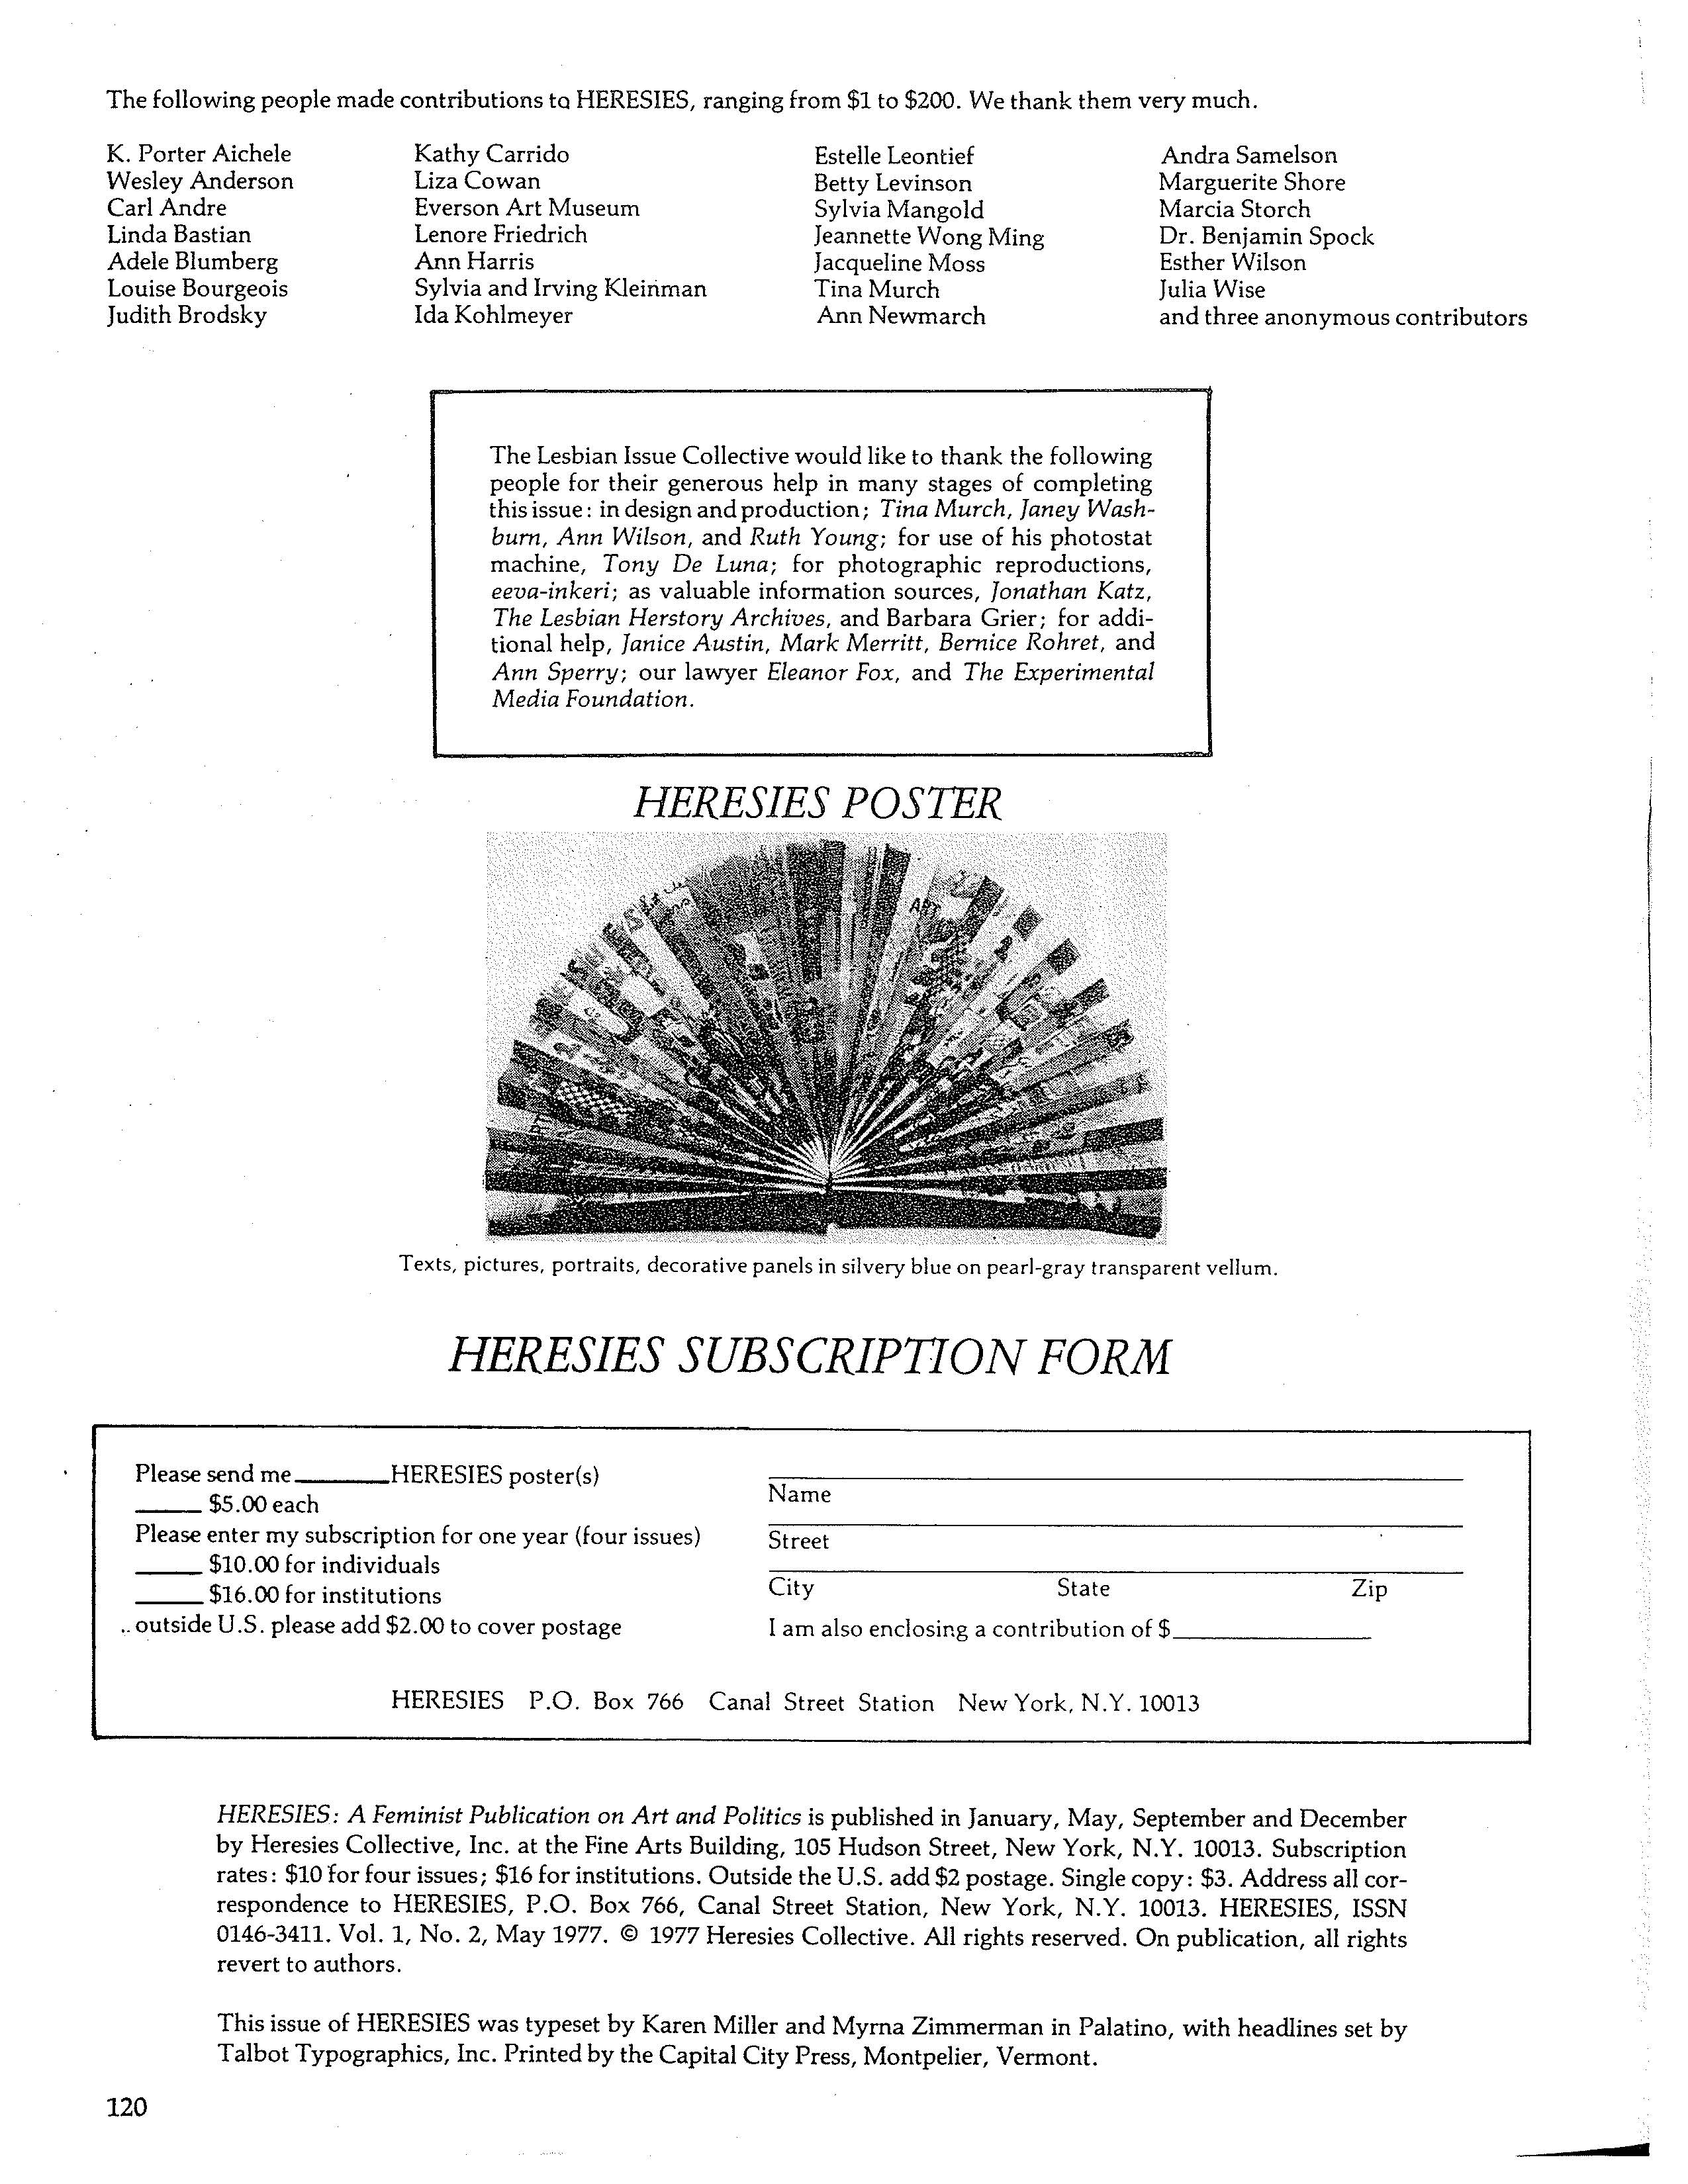 The following people made contributions to HERESIES, ranging from $1 to $200. We thank them very much.
K. Porter Aichele
Wesley Anderson
Carl Andre
Linda Bastian
Adele Blumberg
Louise Bourgeois
Judith Brodsky
Kathy Carrido
Liza Cowan
Everson Art Museum
Lenore Friedrich
Ann Harris
Sylvia and Irving Kleinman
Ida Kohlmeyer
Estelle Leontief
Betty Levinson
Sylvia Mangold
Jeannette Wong Ming
Jacqueline Moss
Tina Murch
Ann Newmarch
Andra Samelson
Marguerite Shore
Marcia Storch
Dr. Benjamin Spock
Esther Wilson
Julia Wise
and three anonymous contributors
The Lesbian Issue Collective would like to thank the following
people for their generous help in many stages of completing
this issue: in design and production; Tina Murch, Janey Wash-
burn, Ann Wilson, and Ruth Young; for use of his photostat
machine, Tony De Luna; for photographic reproductions,
eeva-inkeri; as valuable information sources, Jonathan Katz,
The Lesbian Herstory Archives, and Barbara Grier; for addi-
tional help, Janice Austin, Mark Merritt, Bernice Rohret, and
Ann Sperry; our lawyer Eleanor Fox, and The Experimental
Media Foundation.
HERESIES POSTER
ART
Texts, pictures, portraits, decorative panels in silvery blue on pearl-gray transparent vellum.
HERESIES SUBSCRIPTION FORM
Please send me______HERESIES poster(s)
_____ $5.00 each
Please enter my subscription for one year (four issues)
_____ $10.00 for individuals
_____ $16.00 for institutions
.. outside U.S. please add $2.00 to cover postage
Name
Street
City State Zip
I am also enclosing a contribution of $______________
HERESIES P.O. Box 766 Canal Street Station New York, N.Y. 10013
HERESIES: A Feminist Publication on Art and Politics is published in January, May, September and December
by Heresies Collective, Inc. at the Fine Arts Building, 105 Hudson Street, New York, N.Y. 10013. Subscription
rates: $10 for four issues; $16 for institutions. Outside the U.S. add $2 postage. Single copy: $3. Address all cor-
respondence to HERESIES, P.O. Box 766, Canal Street Station, New York, N.Y. 10013. HERESIES, ISSN
0146-3411. Vol. 1, No. 2, May 1977. © 1977 Heresies Collective. All rights reserved. On publication, all rights
revert to authors.
This issue of HERESIES was typeset by Karen Miller and Myrna Zimmerman in Palatino, with headlines set by
Talbot Typographics, Inc. Printed by the Capital City Press, Montpelier, Vermont.
120